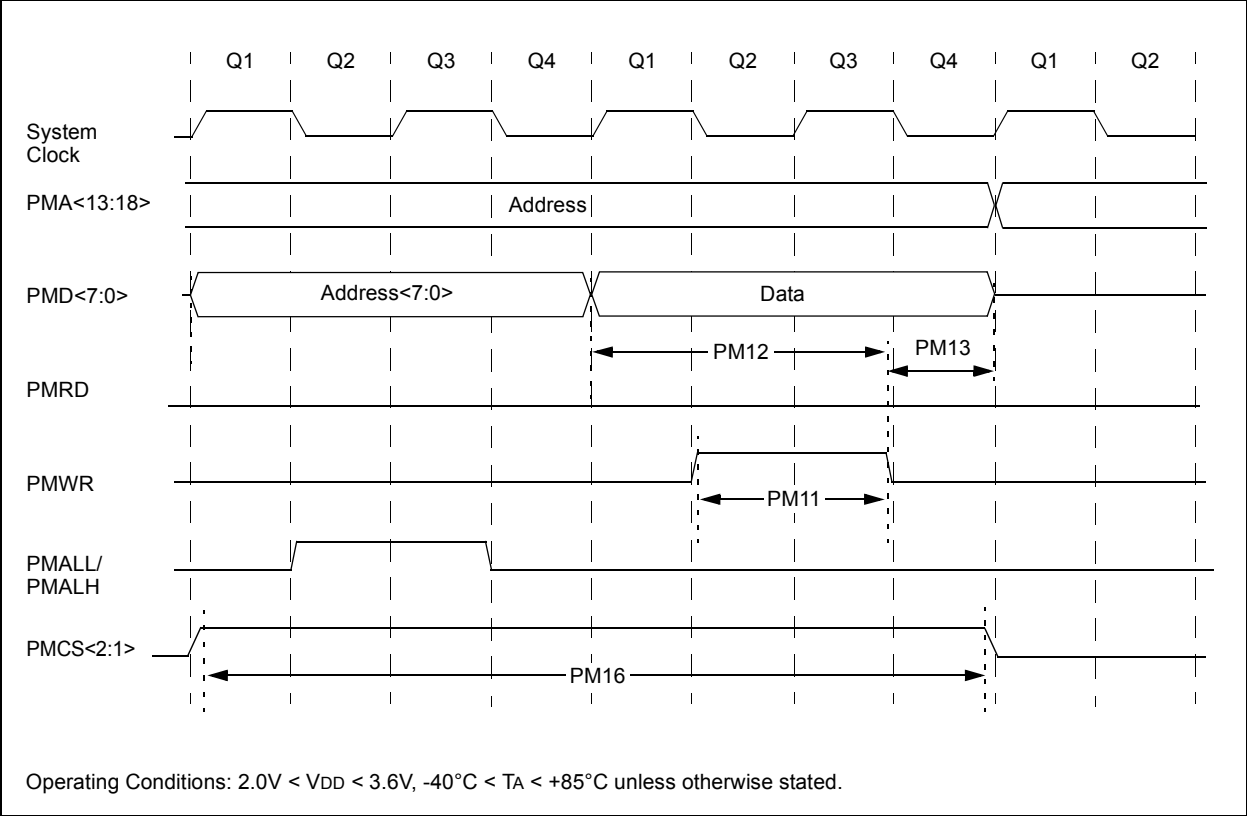 Q1 Q2 Q3 Q4 Q1 Q2 Q3 Q4 Q1 Q2
System
Clock
PMA<13:18>
Address
PMD<7:0>
Address<7:0>
Data
PM12
PM13
PMRD
PMWR
PM11
PMALL/
PMALH
PMCS<2:1>
PM16
Operating Conditions: 2.0V < VDD < 3.6V, -40°C < TA < +85°C unless otherwise stated.